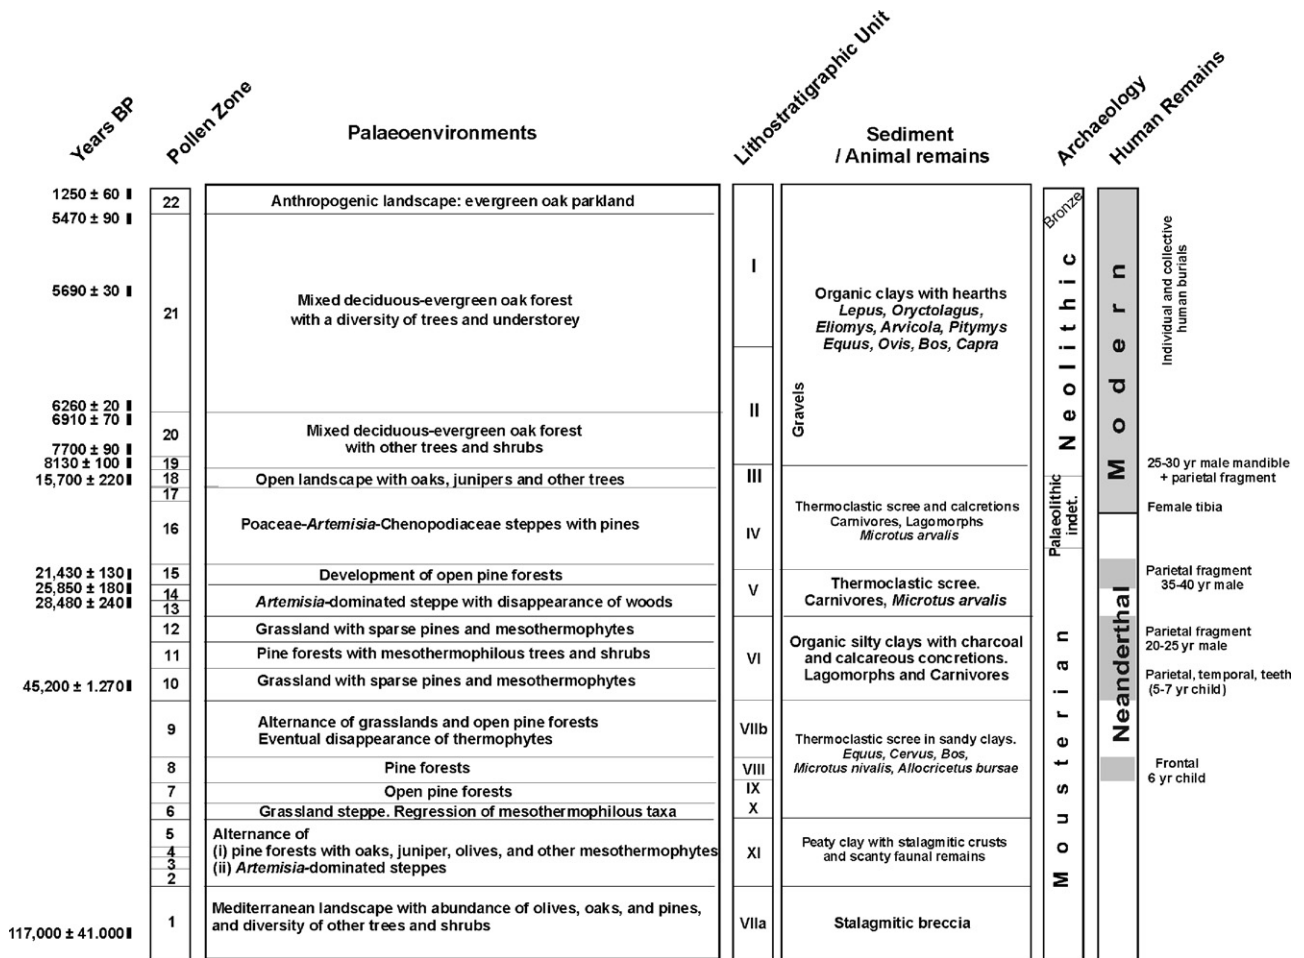 Years BP
Pollen Zone
Palaeoenvironments
Lithostratigraphic Unit
Sediment
/ Animal remains
Archaeology
Human Remains
1250 ± 60
5470 ± 90
5690 ± 30
6260 ± 20
6910 ± 70
7700 ± 90
8130 ± 100
15,700 ± 220
21,430 ± 130
25,850 ± 180
28,480 ± 240
45,200 ± 1.270
117,000 ± 41.000
22
21
20
19
18
17
16
15
14
13
12
11
10
9
8
7
6
5
4
3
2
1
Anthropogenic landscape: evergreen oak parkland
Mixed deciduous-evergreen oak forest
with a diversity of trees and understorey
Mixed deciduous-evergreen oak forest
with other trees and shrubs
Open landscape with oaks, junipers and other trees
Poaceae-Artemisia-Chenopodiaceae steppes with pines
Development of open pine forests
Artemisia-dominated steppe with disappearance of woods
Grassland with sparse pines and mesothermophytes
Pine forests with mesothermophilous trees and shrubs
Grassland with sparse pines and mesothermophytes
Alternance of grasslands and open pine forests
Eventual disappearance of thermophytes
Pine forests
Open pine forests
Grassland steppe. Regression of mesothermophilous taxa
Alternance of
(i) pine forests with oaks, juniper, olives, and other mesothermophytes
(ii) Artemisia-dominated steppes
Mediterranean landscape with abundance of olives, oaks, and pines,
and diversity of other trees and shrubs
I
II
III
IV
V
VI
VIIb
VIII
IX
X
XI
VIIa
Organic clays with hearths
Lepus, Oryctolagus,
Eliomys, Arvicola, Pitymys
Equus, Ovis, Bos, Capra
Gravels
Thermoclastic scree and calcretions
Carnivores, Lagomorphs
Microtus arvalis
Thermoclastic scree.
Carnivores, Microtus arvalis
Organic silty clays with charcoal
and calcareous concretions.
Lagomorphs and Carnivores
Thermoclastic scree in sandy clays.
Equus, Cervus, Bos,
Microtus nivalis, Allocricetus bursae
Peaty clay with stalagmitic crusts
and scanty faunal remains
Stalagmitic breccia
Bronze
Neolithic
Palaeolithic
indet.
Mousterian
Modern
Neanderthal
Individual and collective
human burials
25-30 yr male mandible
+ parietal fragment
Female tibia
Parietal fragment
35-40 yr male
Parietal fragment
20-25 yr male
Parietal, temporal, teeth
(5-7 yr child)
Frontal
6 yr child